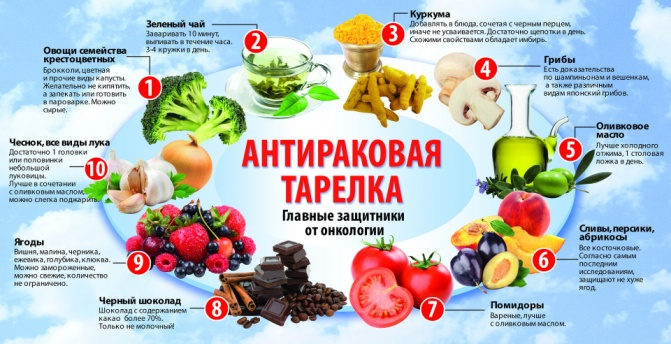 АНТИРАКОВАЯ
ТАРЕЛКА
Главные защитники
от онкологии
Овощи семейства
крестоцветных
Брокколи, цветная
и прочие виды капусты.
Желательно не кипятить,
а запекать или готовить
в пароварке. Можно
сырые.
1
Зеленый чай
Заваривать 10 минут,
выпивать в течение часа.
3-4 кружки в день.
2
Куркума
Добавлять в блюда, сочетая с черным перцем,
иначе не усваивается. Достаточно щепотки в день.
Схожими свойствами обладает имбирь.
3
Грибы
Есть доказательства
по шампиньонам и вешенкам,
а также различным
видам японский грибов.
4
Оливковое
масло
Лучше холодного
отжима, 1 столовая
ложка в день.
5
Сливы, персики,
абрикосы
Все косточковые.
Согласно самым
последним
исследованиям,
защищают не хуже
ягод.
6
Помидоры
Вареные, лучше
с оливковым маслом.
7
Черный шоколад
Шоколад с содержанием
какао более 70%.
Только не молочный!
8
Ягоды
Вишня, малина, черника,
ежевика, голубика, клюква.
Можно замороженные,
можно свежие, количество
не ограничено.
9
Чеснок, все виды лука
Достаточно 1 головки
или половинки
небольшой
луковицы.
Лучше в сочетании
с оливковым маслом,
можно слегка поджарить.
10